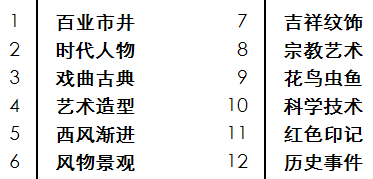 1 百业市井
2 时代人物
3 戏曲古典
4 艺术造型
5 西风渐进
6 风物景观
7 吉祥纹饰
8 宗教艺术
9 花鸟虫鱼
10 科学技术
11 红色印记
12 历史事件